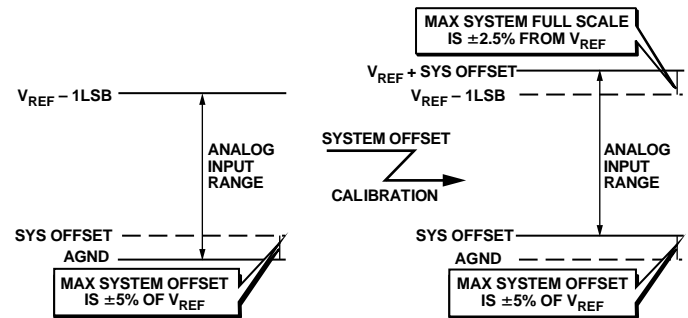 MAX SYSTEM FULL SCALE
IS ±2.5% FROM VREF
VREF + SYS OFFSET
VREF – 1LSB
VREF – 1LSB
ANALOG
INPUT
RANGE
SYSTEM OFFSET
CALIBRATION
ANALOG
INPUT
RANGE
SYS OFFSET
AGND
MAX SYSTEM OFFSET
IS ±5% OF VREF
SYS OFFSET
AGND
MAX SYSTEM OFFSET
IS ±5% OF VREF